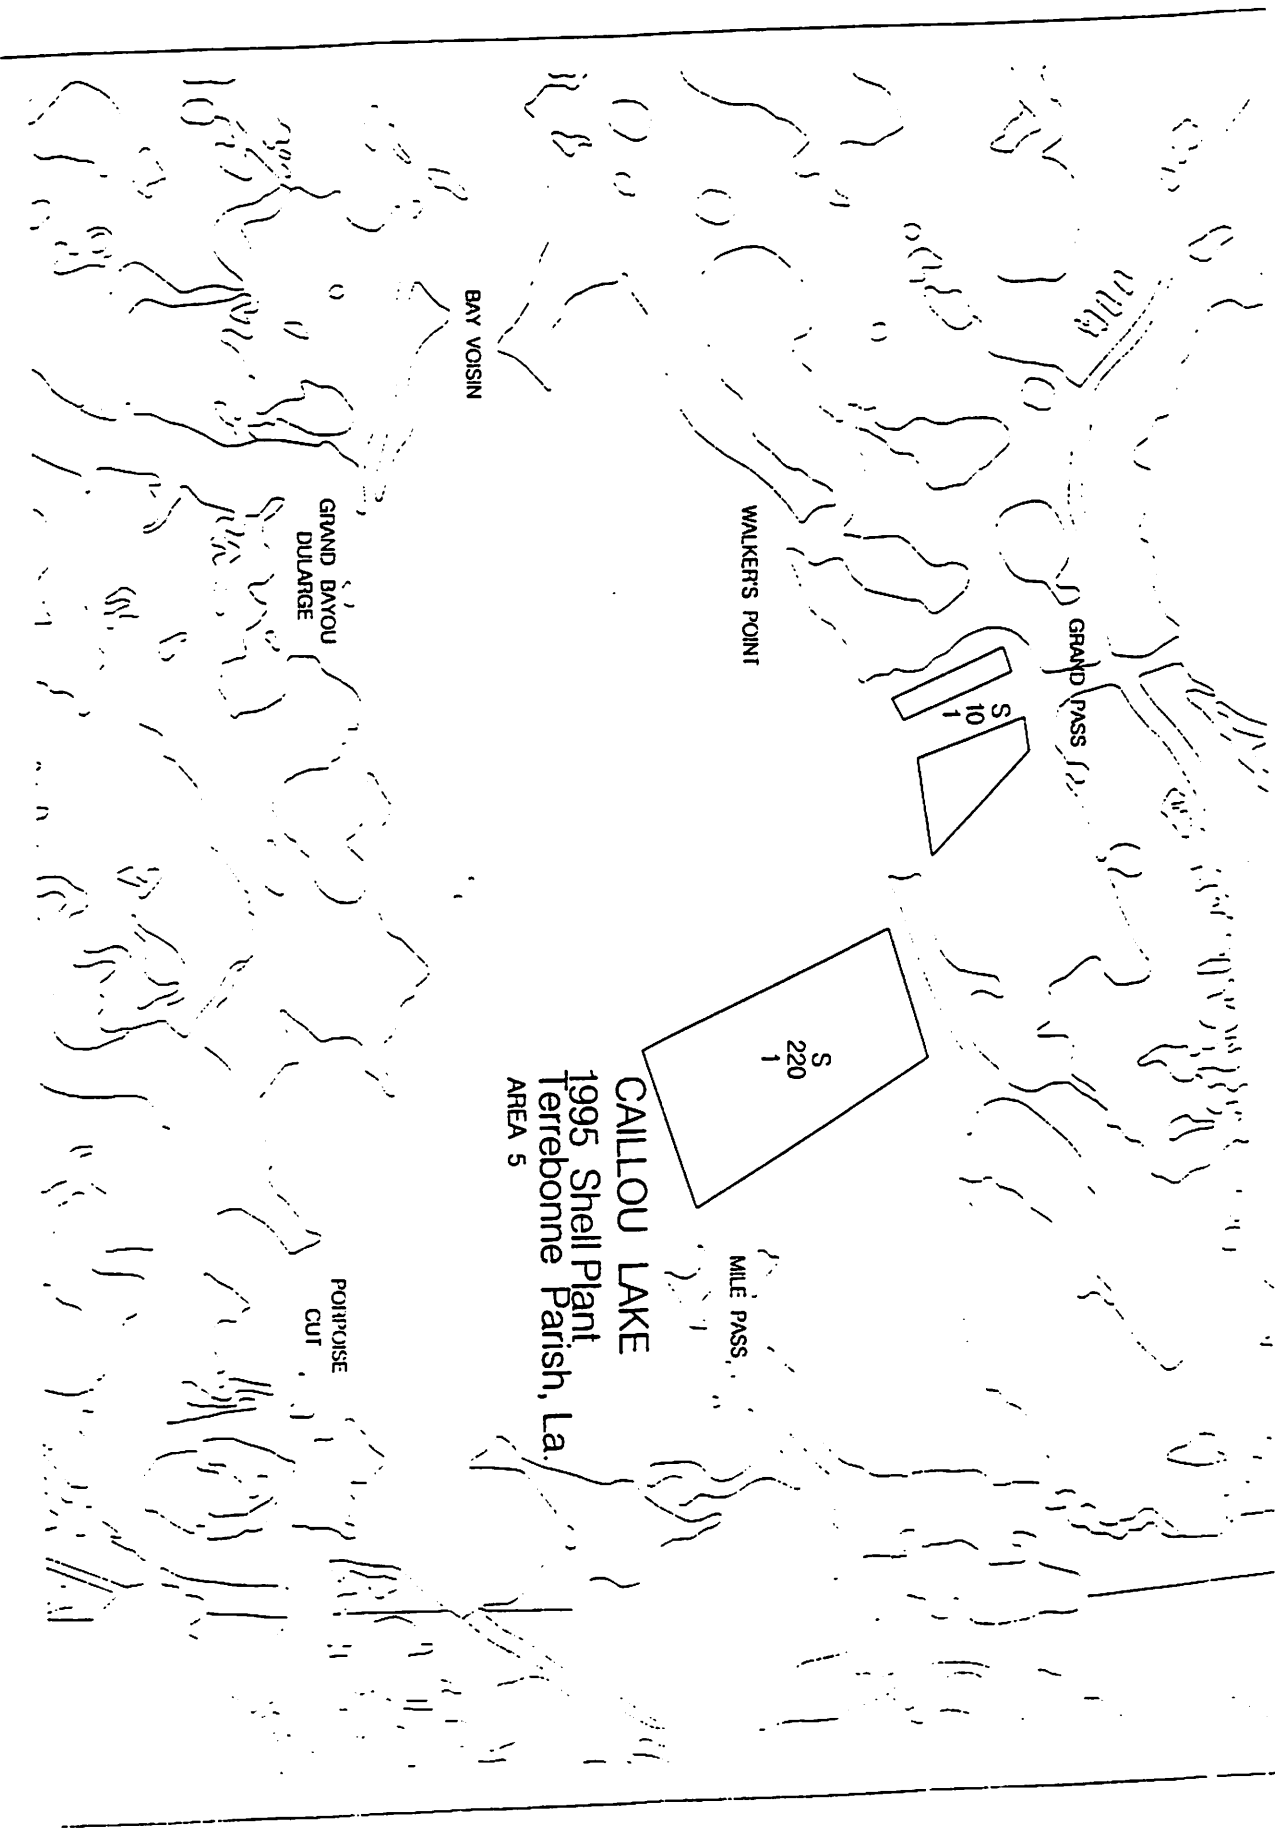 GRAND PASS
S
10
1
WALKER'S POINT
BAY VOISIN
GRAND BAYOU
DULARGE
S
220
1
MILE PASS
CAILLOU LAKE
1995 Shell Plant
Terrebonne Parish, La.
AREA 5
PORPOISE
CUT